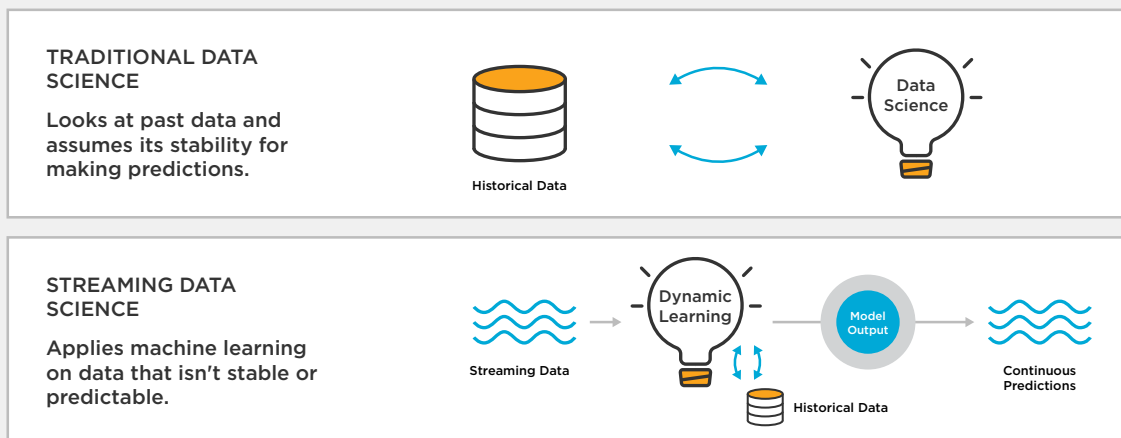 TRADITIONAL DATA
SCIENCE
Looks at past data and
assumes its stability for
making predictions.
Historical Data
Data
Science
STREAMING DATA
SCIENCE
Applies machine learning
on data that isn't stable or
predictable.
Streaming Data
Dynamic
Learning
Historical Data
Model
Output
Continuous
Predictions